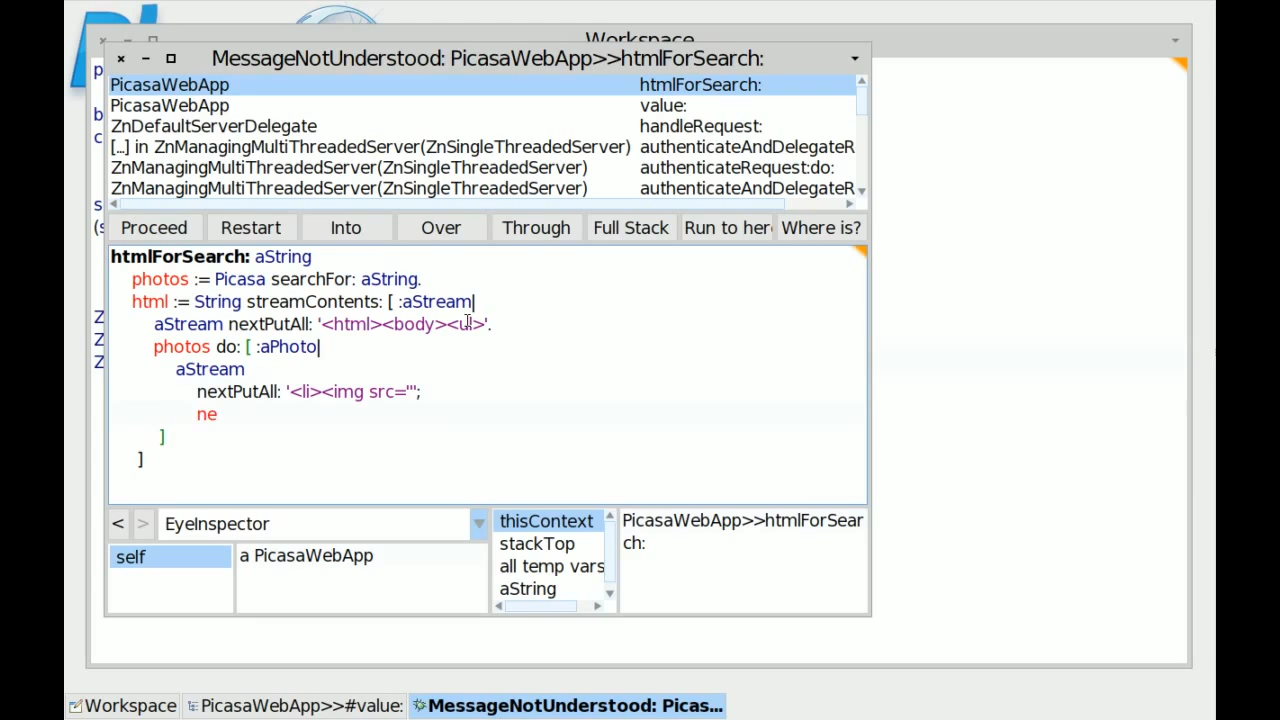 Workspace
MessageNotUnderstood: PicasaWebApp>>htmlForSearch:
PicasaWebApp htmlForSearch:
PicasaWebApp value:
ZnDefaultServerDelegate handleRequest:
[...] in ZnManagingMultiThreadedServer(ZnSingleThreadedServer) authenticateAndDelegateR
ZnManagingMultiThreadedServer(ZnSingleThreadedServer) authenticateRequest:do:
ZnManagingMultiThreadedServer(ZnSingleThreadedServer) authenticateAndDelegateR
Proceed Restart Into Over Through Full Stack Run to here Where is?
htmlForSearch: aString
photos := Picasa searchFor: aString.
html := String streamContents: [ :aStream|
aStream nextPutAll: '<html><body><ul>'.
photos do: [ :aPhoto|
aStream
nextPutAll: '<li><img src="';
ne
]
]
< > EyeInspector
self
a PicasaWebApp
thisContext
stackTop
all temp vars
aString
PicasaWebApp>>htmlForSear
ch:
p
b
c
s
(s
Z
Z
Z
Workspace PicasaWebApp>>#value: MessageNotUnderstood: Picas...